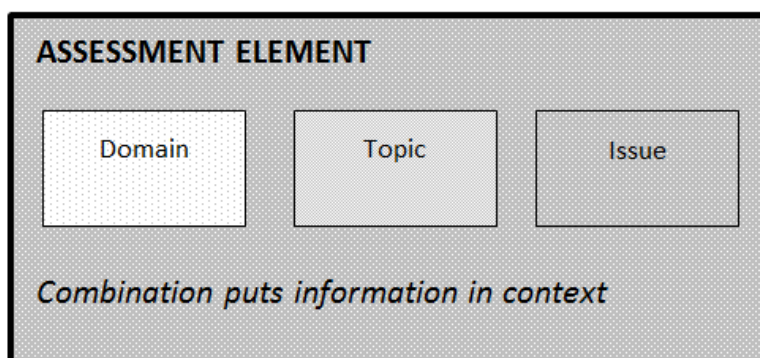 ASSESSMENT ELEMENT
Domain
Topic
Issue
Combination puts information in context